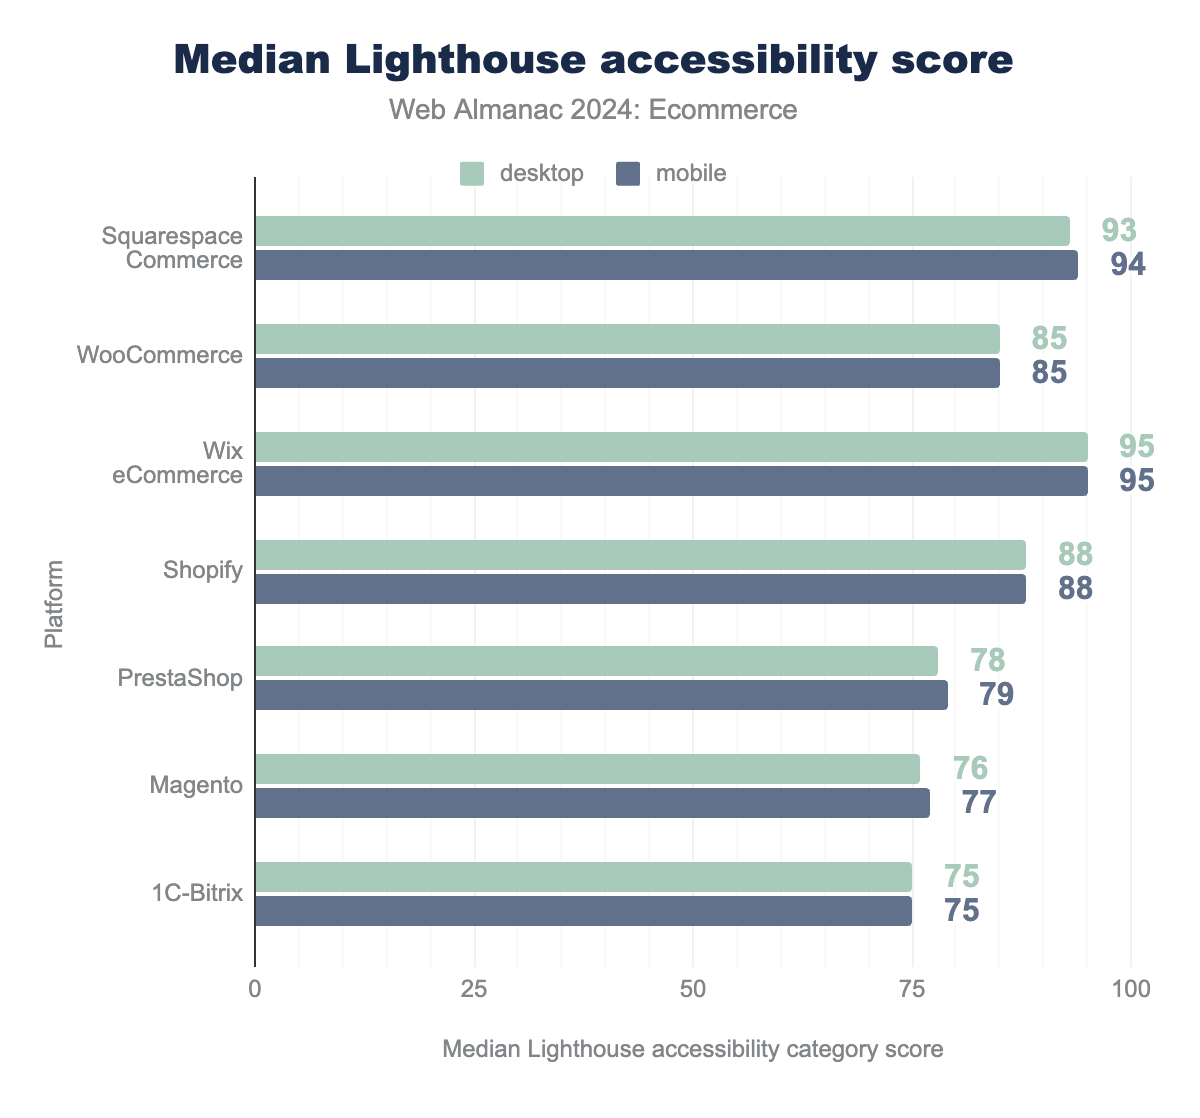 Median Lighthouse accessibility score
Web Almanac 2024: Ecommerce
desktop
mobile
Squarespace
Commerce
93
94
WooCommerce
85
85
Wix
eCommerce
95
95
Shopify
88
88
PrestaShop
78
79
Magento
76
77
1C-Bitrix
75
75
Platform
0 25 50 75 100
Median Lighthouse accessibility category score